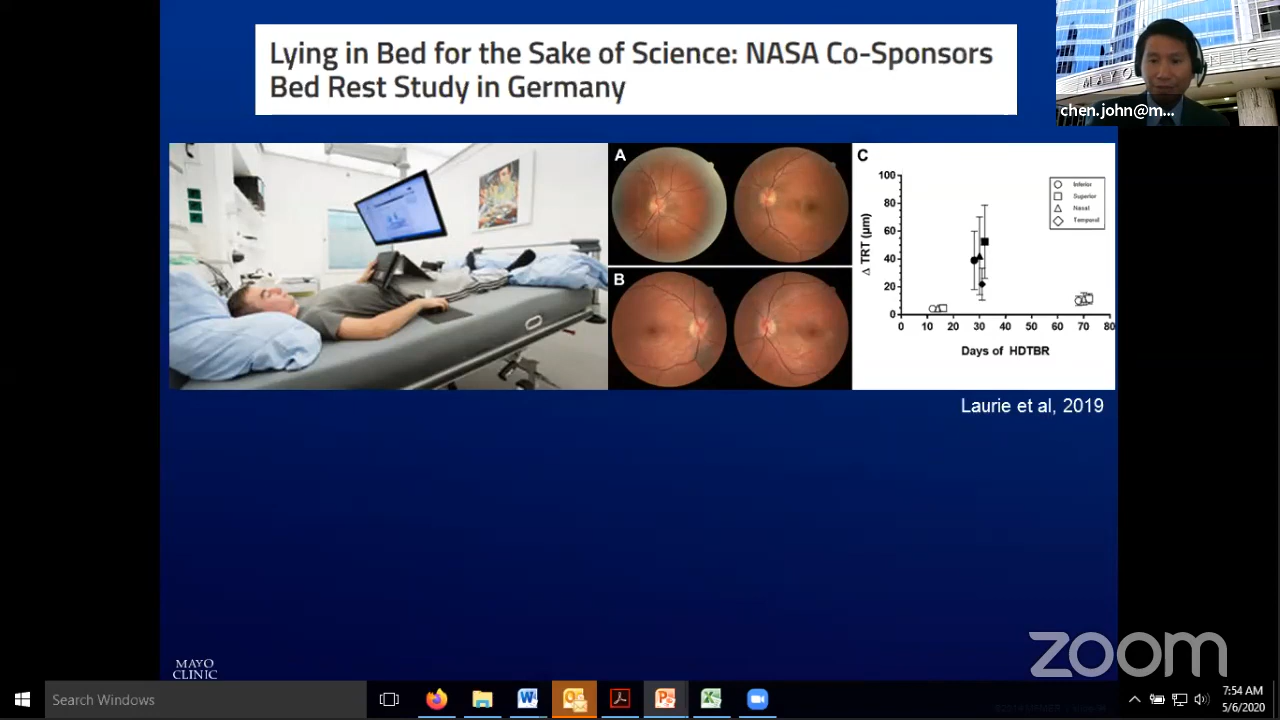 Lying in Bed for the Sake of Science: NASA Co-Sponsors
Bed Rest Study in Germany
MAYO CLINIC
chen.john@m...
A
B
C
100
80
60
40
20
0
Δ TRT (µm)
0 10 20 30 40 50 60 70 80
Days of HDTBR
Inferior
Superior
Nasal
Temporal
Laurie et al, 2019
MAYO
CLINIC
zoom
Search Windows
7:54 AM
5/6/2020